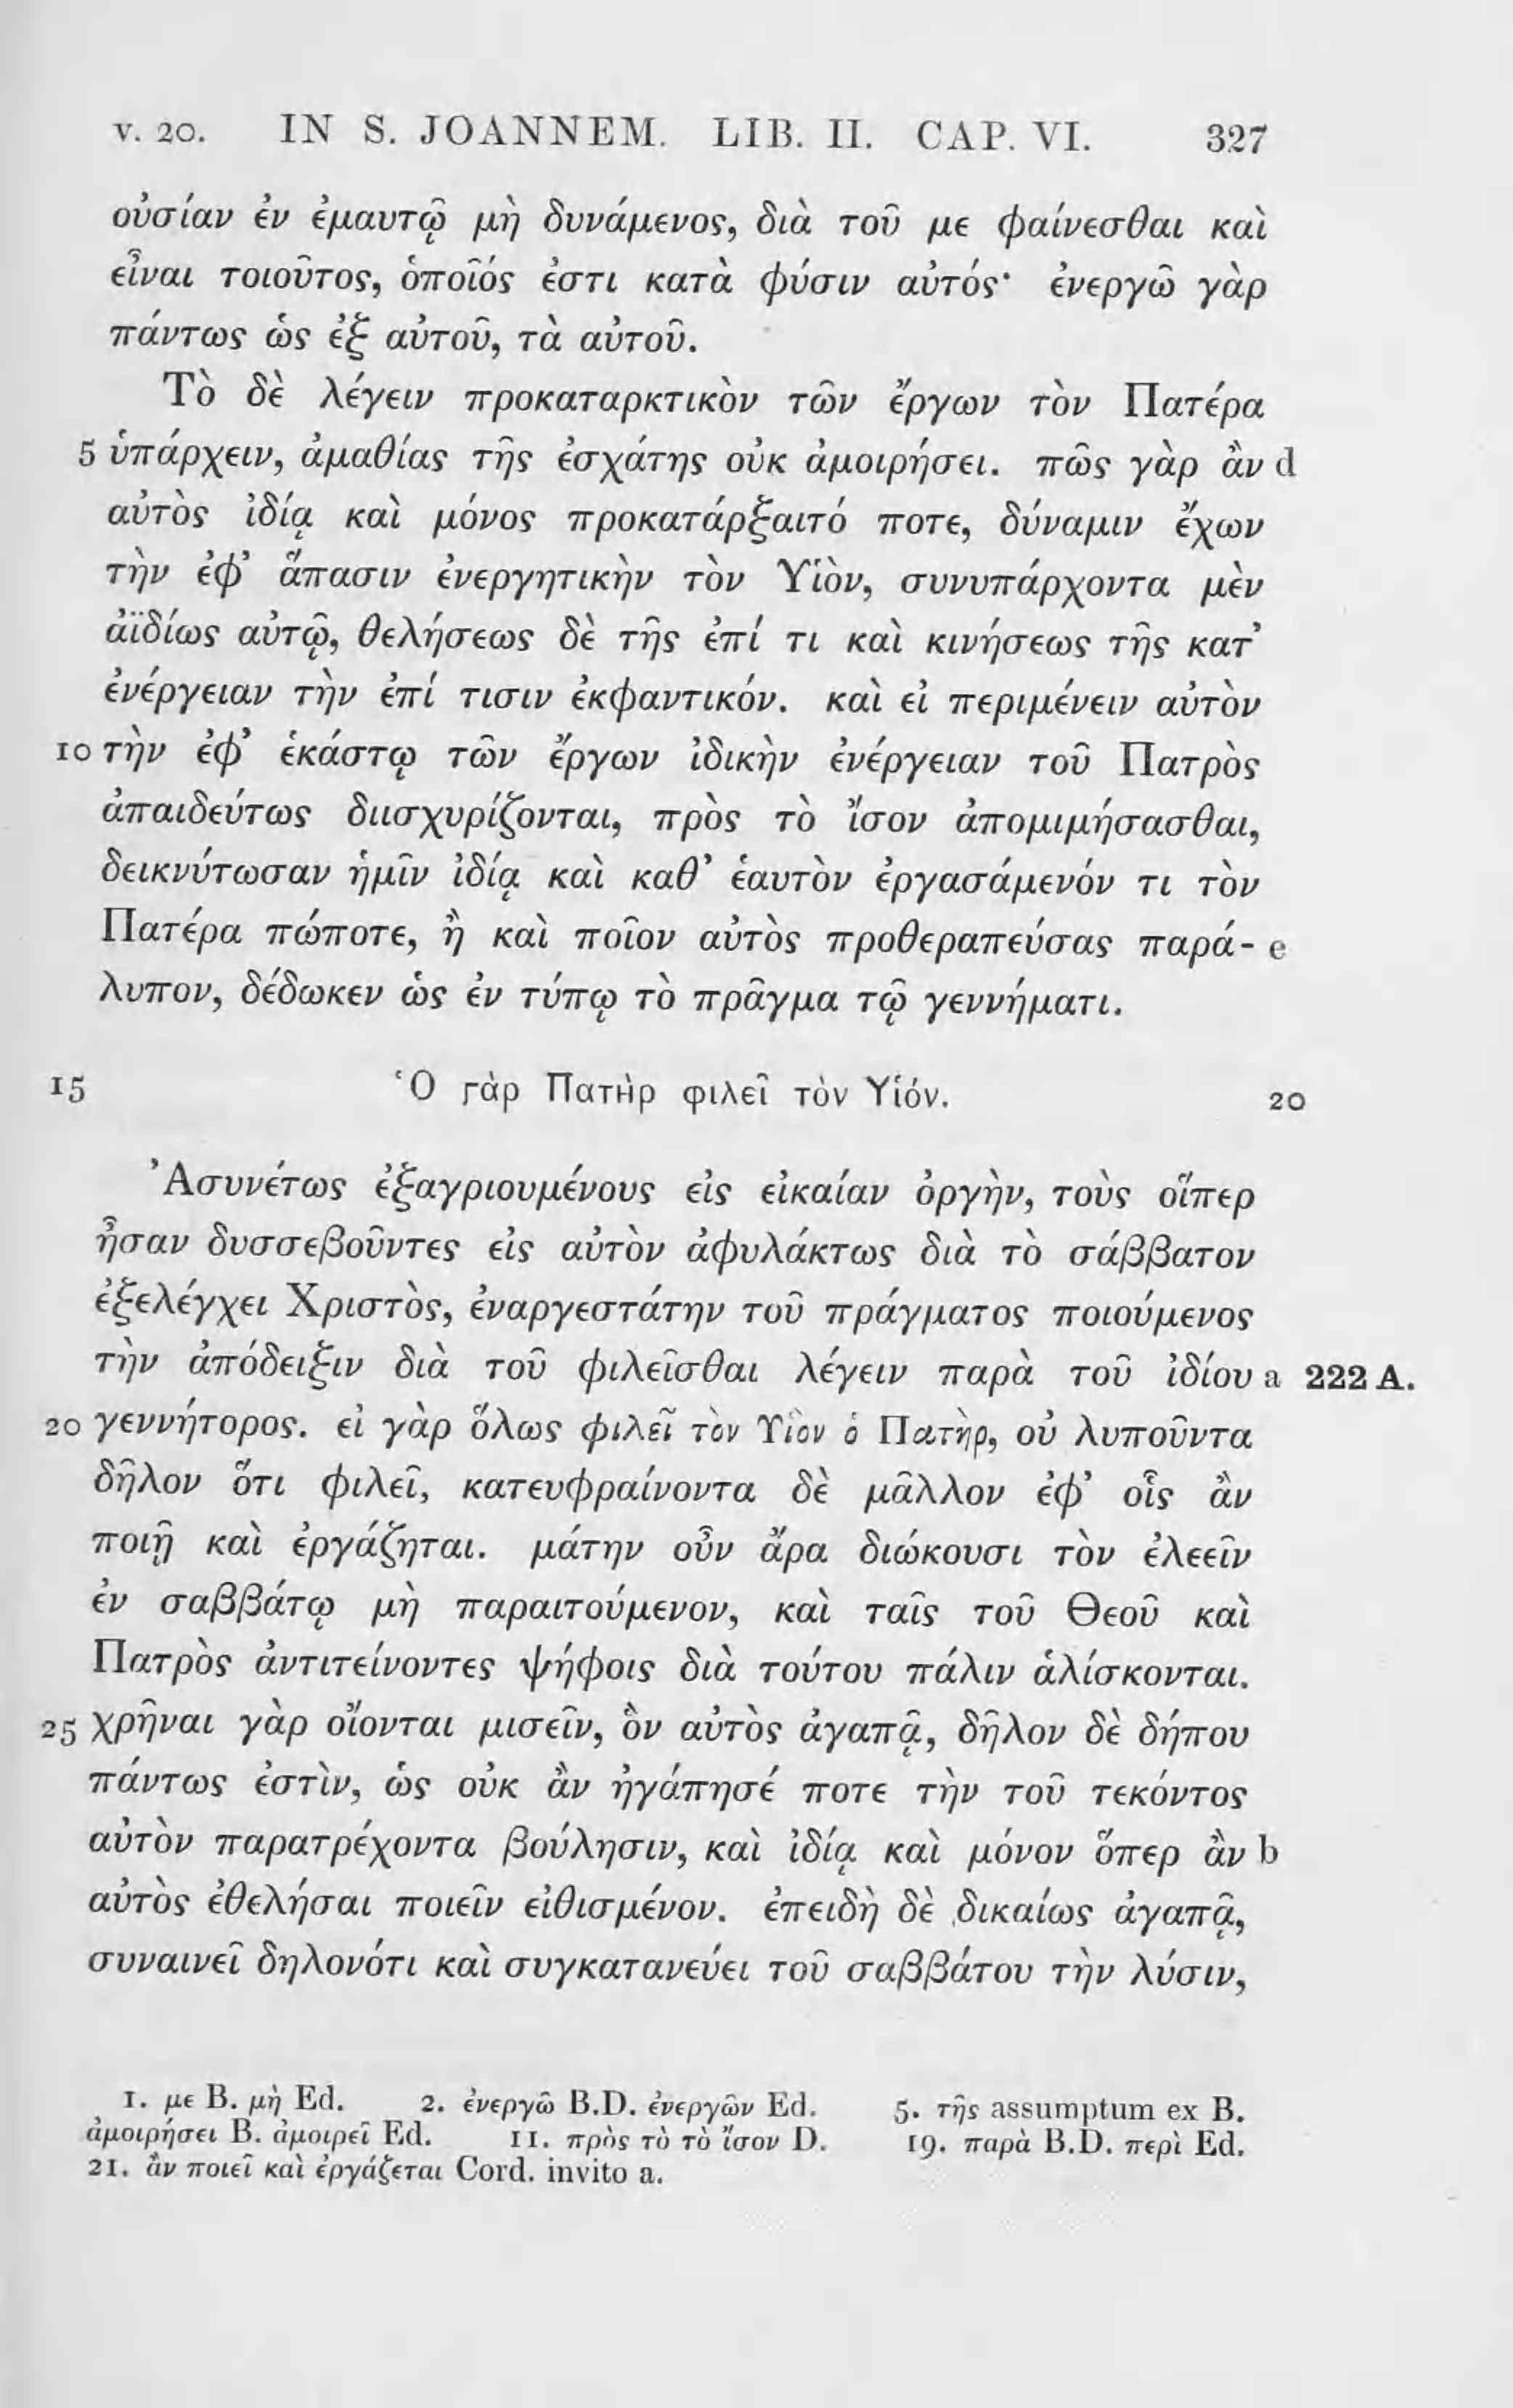 v. 20. IN S. JOANNEM. LIB. II. CAP. VI. 327
οὐσίαν ἐν ἐμαυτῷ μὴ δυνάμενος, διὰ τοῦ με φαίνεσθαι καὶ
εἶναι τοιοῦτος, ὁποῖός ἐστι κατὰ φύσιν αὐτός· ἐνεργῶ γὰρ
πάντως ὡς ἐξ αὐτοῦ, τὰ αὐτοῦ.
Τὸ δὲ λέγειν προκαταρκτικὸν τῶν ἔργων τὸν Πατέρα
5 ὑπάρχειν, ἀμαθίας τῆς ἐσχάτης οὐκ ἀμοιρήσει. πῶς γὰρ ἂν d
αὐτὸς ἰδίᾳ καὶ μόνος προκατάρξαιτό ποτε, δύναμιν ἔχων
τὴν ἐφ’ ἅπασιν ἐνεργητικὴν τὸν Υἱὸν, συνυπάρχοντα μὲν
ἀϊδίως αὐτῷ, θελήσεως δὲ τῆς ἐπί τι καὶ κινήσεως τῆς κατ’
ἐνέργειαν τὴν ἐπί τισιν ἐκφαντικόν. καὶ εἰ περιμένειν αὐτὸν
10 τὴν ἐφ’ ἑκάστῳ τῶν ἔργων ἰδικὴν ἐνέργειαν τοῦ Πατρὸς
ἀπαιδεύτως διισχυρίζονται, πρὸς τὸ ἴσον ἀπομιμήσασθαι,
δεικνύτωσαν ἡμῖν ἰδίᾳ καὶ καθ’ ἑαυτὸν ἐργασάμενόν τι τὸν
Πατέρα πώποτε, ἢ καὶ ποῖον αὐτὸς προθεραπεύσας παρά- e
λυπον, δέδωκεν ὡς ἐν τύπῳ τὸ πρᾶγμα τῷ γεννήματι.
15 Ὁ γὰρ Πατὴρ φιλεῖ τὸν Υἱόν. 20
Ἀσυνέτως ἐξαγριουμένους εἰς εἰκαίαν ὀργὴν, τοὺς οἵπερ
ἦσαν δυσσεβοῦντες εἰς αὐτὸν ἀφυλάκτως διὰ τὸ σάββατον
ἐξελέγχει Χριστὸς, ἐναργεστάτην τοῦ πράγματος ποιούμενος
τὴν ἀπόδειξιν διὰ τοῦ φιλεῖσθαι λέγειν παρὰ τοῦ ἰδίου a 222 A.
20 γεννήτορος. εἰ γὰρ ὅλως φιλεῖ τὸν Υἱὸν ὁ Πατὴρ, οὐ λυποῦντα
δῆλον ὅτι φιλεῖ, κατευφραίνοντα δὲ μᾶλλον ἐφ’ οἷς ἂν
ποιῇ καὶ ἐργάζηται. μάτην οὖν ἄρα διώκουσι τὸν ἐλεεῖν
ἐν σαββάτῳ μὴ παραιτούμενον, καὶ ταῖς τοῦ Θεοῦ καὶ
Πατρὸς ἀντιτείνοντες ψήφοις διὰ τούτου πάλιν ἁλίσκονται.
25 χρῆναι γὰρ οἴονται μισεῖν, ὃν αὐτὸς ἀγαπᾷ, δῆλον δὲ δήπου
πάντως ἐστὶν, ὡς οὐκ ἂν ἠγάπησέ ποτε τὴν τοῦ τεκόντος
αὐτὸν παρατρέχοντα βούλησιν, καὶ ἰδίᾳ καὶ μόνον ὅπερ ἂν b
αὐτὸς ἐθελήσαι ποιεῖν εἰθισμένον. ἐπειδὴ δὲ δικαίως ἀγαπᾷ,
συναινεῖ δηλονότι καὶ συγκατανεύει τοῦ σαββάτου τὴν λύσιν,
1. με B. μὴ Ed. 2. ἐνεργῶ B.D. ἐνεργῶν Ed. 5. τῆς assumptum ex B.
ἀμοιρήσει B. ἀμοιρεῖ Ed. 11. πρὸς τὸ τὸ ἴσον D. 19. παρὰ B.D. περὶ Ed.
21. ἂν ποιεῖ καὶ ἐργάζεται Cord. invito a.